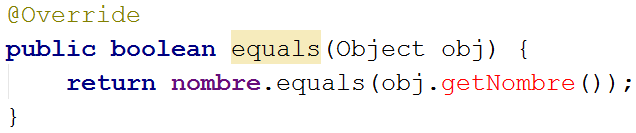 @Override
public boolean equals(Object obj) {
    return nombre.equals(obj.getNombre());
}